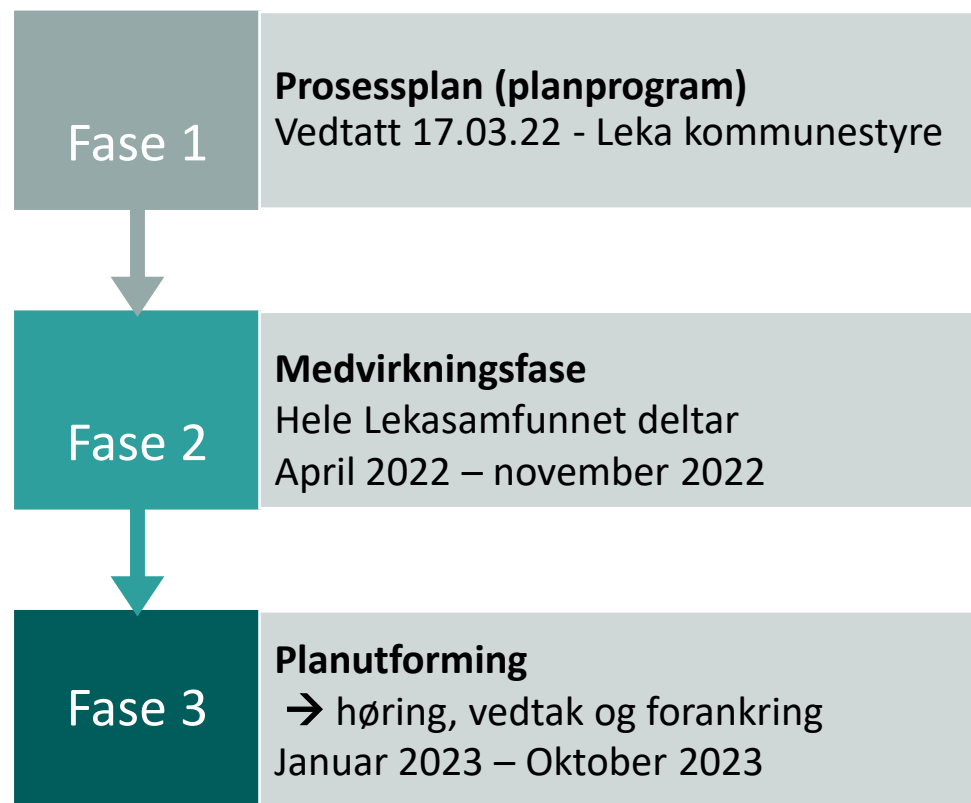 Fase 1
Prosessplan (planprogram)
Vedtatt 17.03.22 - Leka kommunestyre
Fase 2
Medvirkningsfase
Hele Lekasamfunnet deltar
April 2022 – november 2022
Fase 3
Planutforming
→ høring, vedtak og forankring
Januar 2023 – Oktober 2023